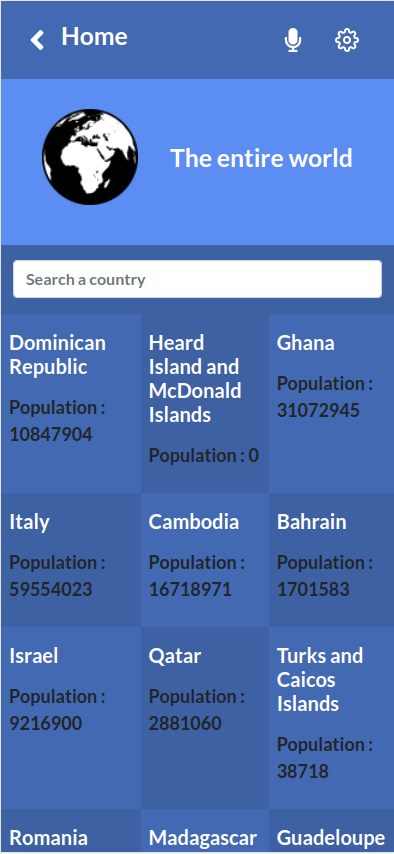 Home
The entire world
Search a country
Dominican
Republic
Population :
10847904
Heard
Island and
McDonald
Islands
Population : 0
Ghana
Population :
31072945
Italy
Population :
59554023
Cambodia
Population :
16718971
Bahrain
Population :
1701583
Israel
Population :
9216900
Qatar
Population :
2881060
Turks and
Caicos
Islands
Population :
38718
Romania
Madagascar
Guadeloupe